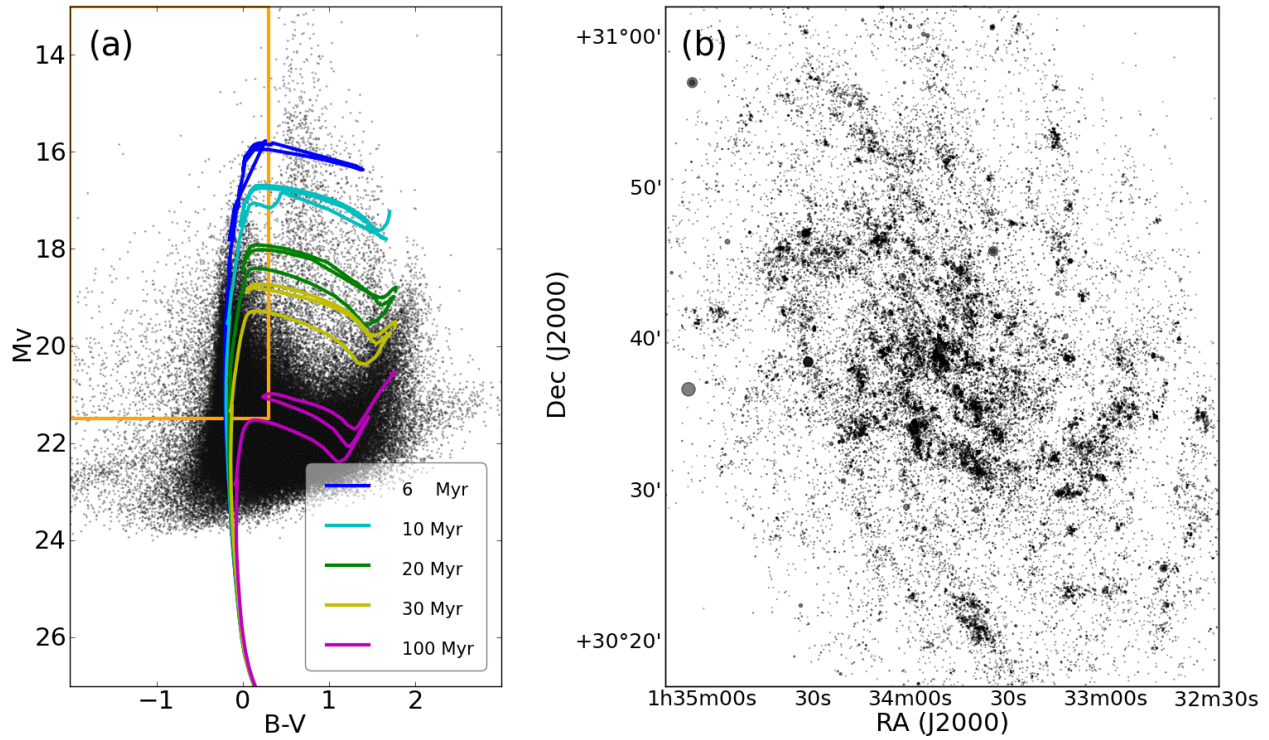 (a)
14
16
18
20
22
24
26
Mv
−1
0
1
2
B-V
6 Myr
10 Myr
20 Myr
30 Myr
100 Myr
(b)
+31°00'
50'
40'
30'
+30°20'
Dec (J2000)
1h35m00s
30s
34m00s
30s
33m00s
32m30s
RA (J2000)